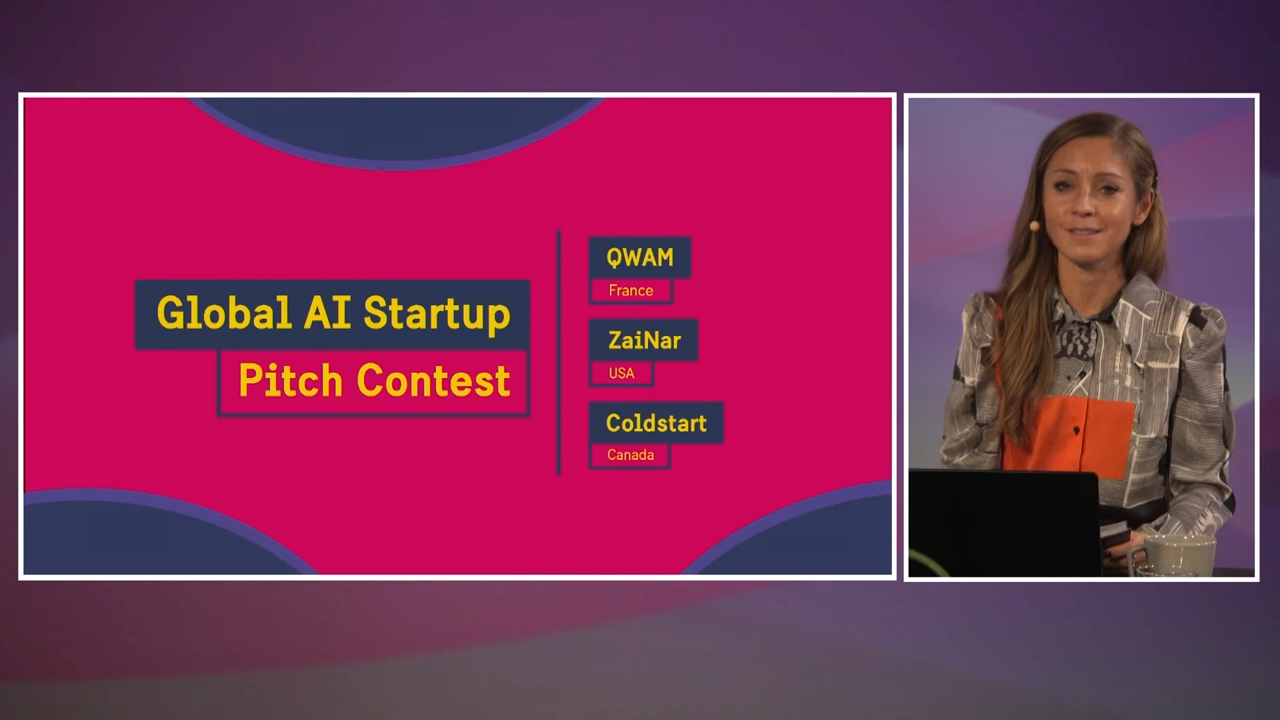 Global AI Startup
Pitch Contest
QWAM
France
ZaiNar
USA
Coldstart
Canada